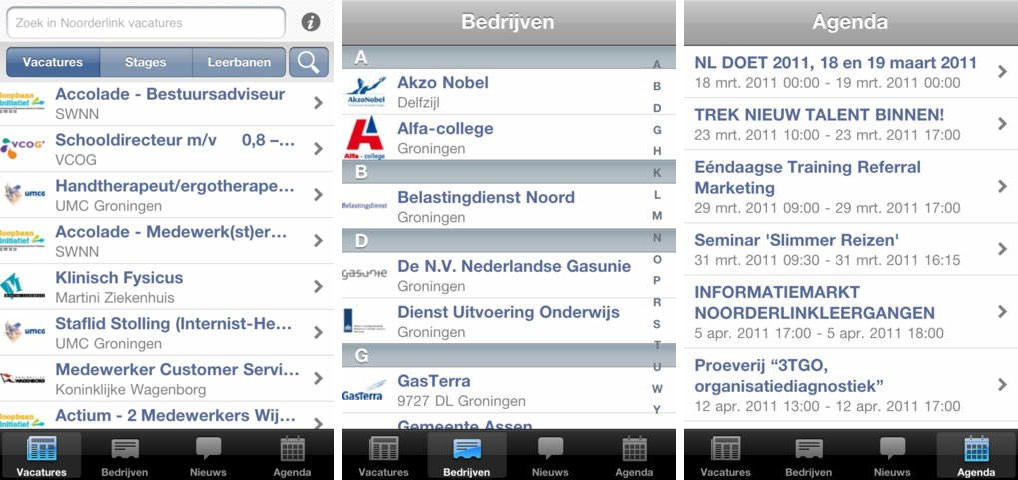 Zoek in Noorderlink vacatures
Vacatures
Stages
Leerbanen
Loopbaan
initiatief
Accolade - Bestuursadviseur
SWNN
VCOG
Schooldirecteur m/v 0,8 –...
VCOG
umcg
Handtherapeut/ergotherape...
UMC Groningen
Loopbaan
initiatief
Accolade - Medewerk(st)er...
SWNN
Klinisch Fysicus
Martini Ziekenhuis
umcg
Staflid Stolling (Internist-He...
UMC Groningen
Medewerker Customer Servi...
Koninklijke Wagenborg
Loopbaan
initiatief
Actium - 2 Medewerkers Wij...
Vacatures
Bedrijven
Nieuws
Agenda
Bedrijven
A
AkzoNobel
Akzo Nobel
Delfzijl
Alfa-college
Alfa-college
Groningen
B
Belastingdienst
Belastingdienst Noord
Groningen
D
gasunie
De N.V. Nederlandse Gasunie
Groningen
Dienst Uitvoering Onderwijs
Groningen
G
GasTerra
GasTerra
9727 DL Groningen
Gemeente Assen
A
B
D
G
H
K
L
M
N
O
P
R
S
T
U
W
Y
Vacatures
Bedrijven
Nieuws
Agenda
Agenda
NL DOET 2011, 18 en 19 maart 2011
18 mrt. 2011 00:00 - 19 mrt. 2011 00:00
TREK NIEUW TALENT BINNEN!
23 mrt. 2011 10:00 - 23 mrt. 2011 17:00
Eéndaagse Training Referral
Marketing
29 mrt. 2011 09:00 - 29 mrt. 2011 17:00
Seminar 'Slimmer Reizen'
31 mrt. 2011 09:30 - 31 mrt. 2011 16:15
INFORMATIEMARKT
NOORDERLINKLEERGANGEN
5 apr. 2011 17:00 - 5 apr. 2011 18:00
Proeverij “3TGO,
organisatiediagnostiek”
12 apr. 2011 13:00 - 12 apr. 2011 17:00
Vacatures
Bedrijven
Nieuws
Agenda